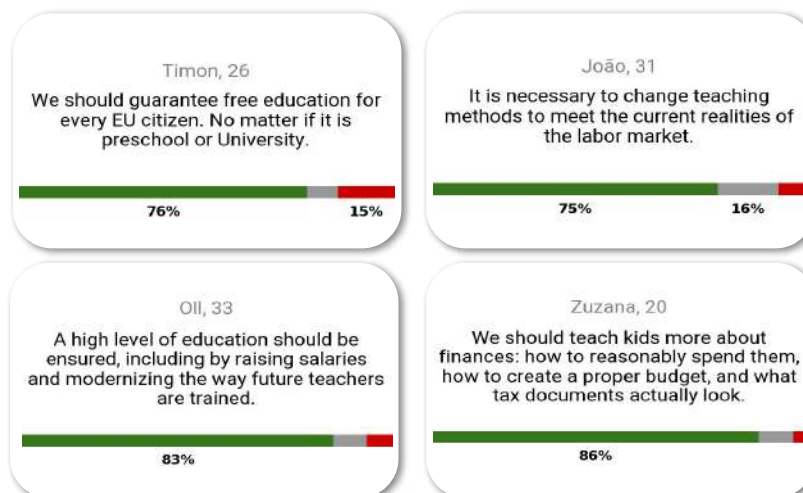 Timon, 26
We should guarantee free education for
every EU citizen. No matter if it is
preschool or University.
76%
15%
João, 31
It is necessary to change teaching
methods to meet the current realities of
the labor market.
75%
16%
Oll, 33
A high level of education should be
ensured, including by raising salaries
and modernizing the way future teachers
are trained.
83%
Zuzana, 20
We should teach kids more about
finances: how to reasonably spend them,
how to create a proper budget, and what
tax documents actually look.
86%